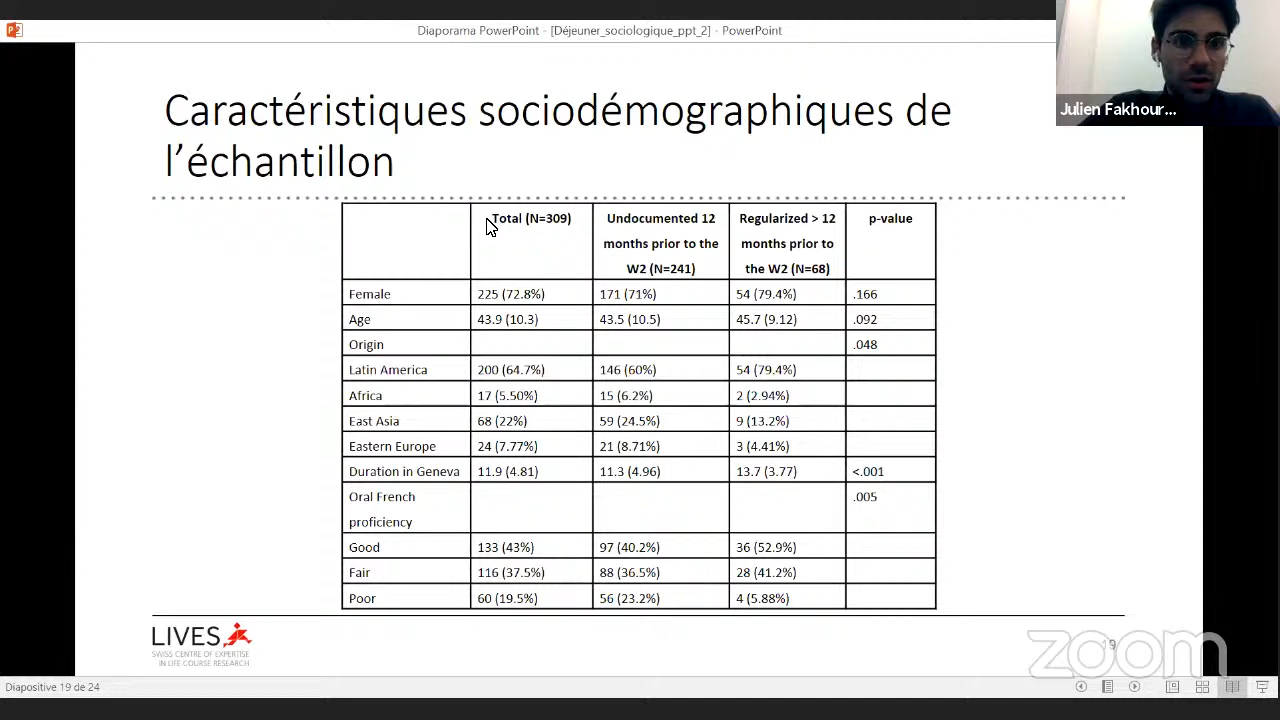 Diaporama PowerPoint - [Déjeuner_sociologique_ppt_2] - PowerPoint
Julien Fakhour...
Caractéristiques sociodémographiques de
l'échantillon
Total (N=309)
Undocumented 12
months prior to the
W2 (N=241)
Regularized > 12
months prior to
the W2 (N=68)
p-value
Female 225 (72.8%) 171 (71%) 54 (79.4%) .166
Age 43.9 (10.3) 43.5 (10.5) 45.7 (9.12) .092
Origin .048
Latin America 200 (64.7%) 146 (60%) 54 (79.4%)
Africa 17 (5.50%) 15 (6.2%) 2 (2.94%)
East Asia 68 (22%) 59 (24.5%) 9 (13.2%)
Eastern Europe 24 (7.77%) 21 (8.71%) 3 (4.41%)
Duration in Geneva 11.9 (4.81) 11.3 (4.96) 13.7 (3.77) <.001
Oral French
proficiency
.005
Good 133 (43%) 97 (40.2%) 36 (52.9%)
Fair 116 (37.5%) 88 (36.5%) 28 (41.2%)
Poor 60 (19.5%) 56 (23.2%) 4 (5.88%)
LIVES
SWISS CENTRE OF EXPERTISE
IN LIFE COURSE RESEARCH
19
zoom
Diapositive 19 de 24